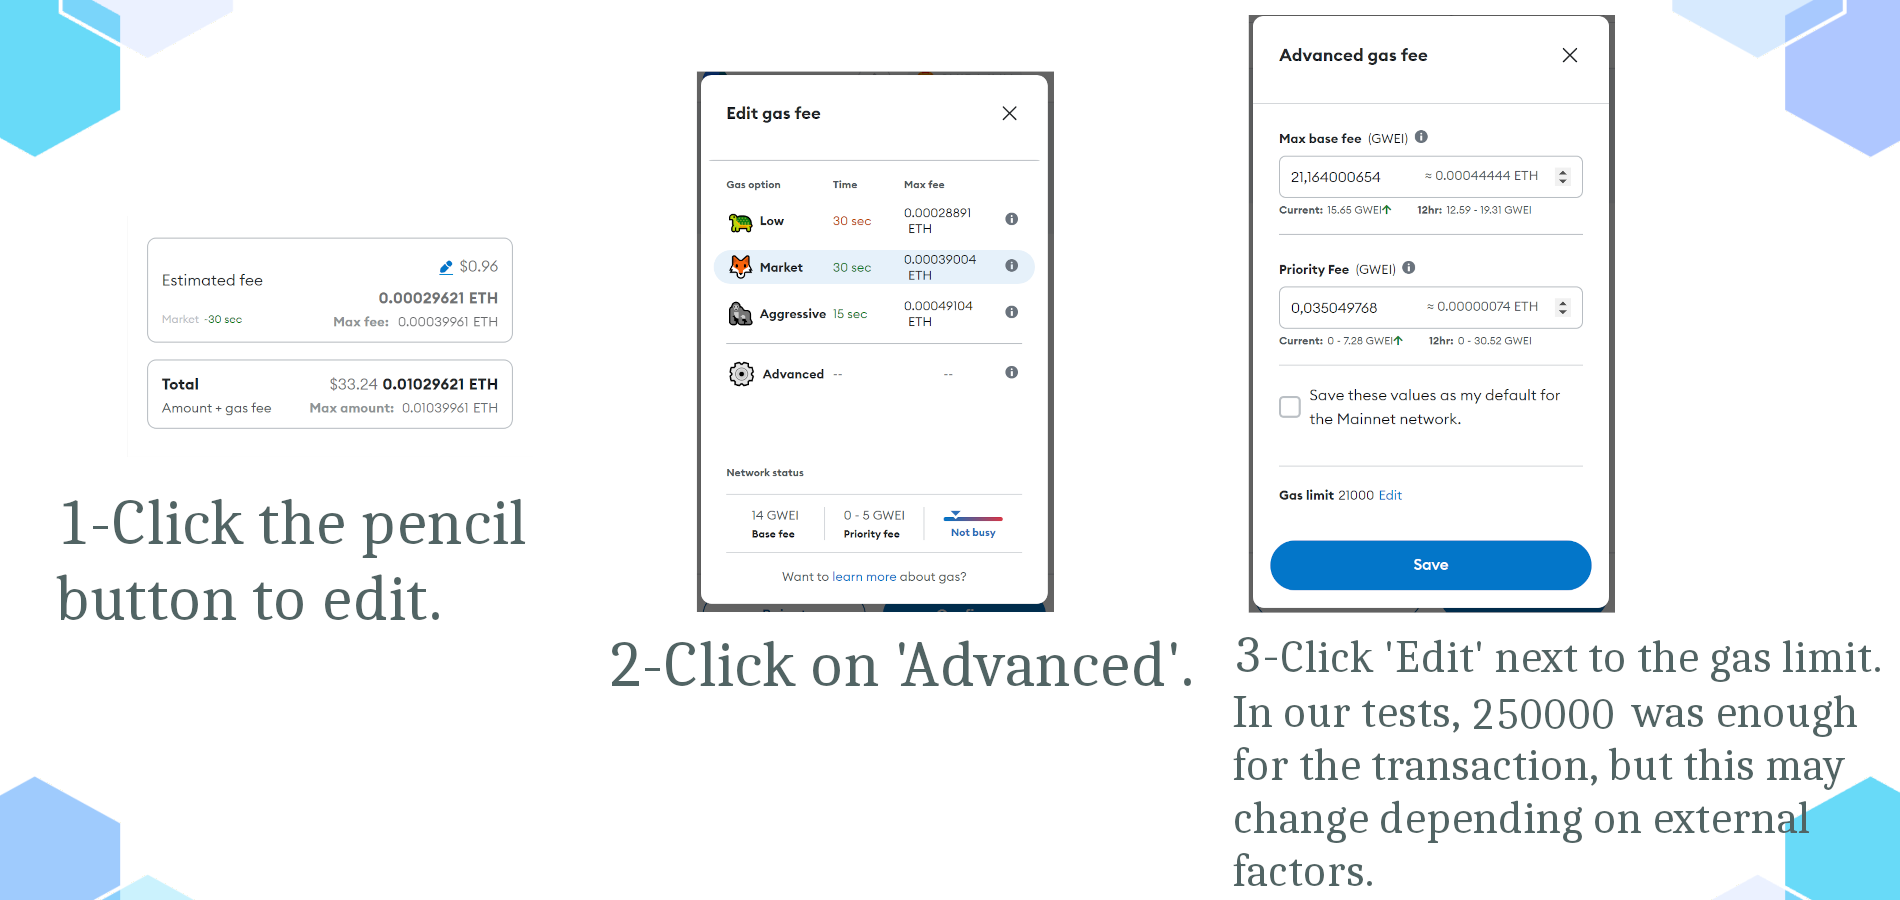 Estimated fee
$0.96
0.00029621 ETH
Market ~30 sec
Max fee: 0.00039961 ETH
Total
$33.24 0.01029621 ETH
Amount + gas fee
Max amount: 0.01039961 ETH
1-Click the pencil
button to edit.
Edit gas fee
Gas option Time Max fee
Low 30 sec 0.00028891
ETH
Market 30 sec 0.00039004
ETH
Aggressive 15 sec 0.00049104
ETH
Advanced -- --
Network status
14 GWEI 0 - 5 GWEI
Base fee Priority fee Not busy
Want to learn more about gas?
2-Click on 'Advanced'.
Advanced gas fee
Max base fee (GWEI)
21,164000654 ≈ 0.00044444 ETH
Current: 15.65 GWEI↑ 12hr: 12.59 - 19.31 GWEI
Priority Fee (GWEI)
0,035049768 ≈ 0.00000074 ETH
Current: 0 - 7.28 GWEI↑ 12hr: 0 - 30.52 GWEI
Save these values as my default for
the Mainnet network.
Gas limit 21000 Edit
Save
3-Click 'Edit' next to the gas limit.
In our tests, 250000 was enough
for the transaction, but this may
change depending on external
factors.